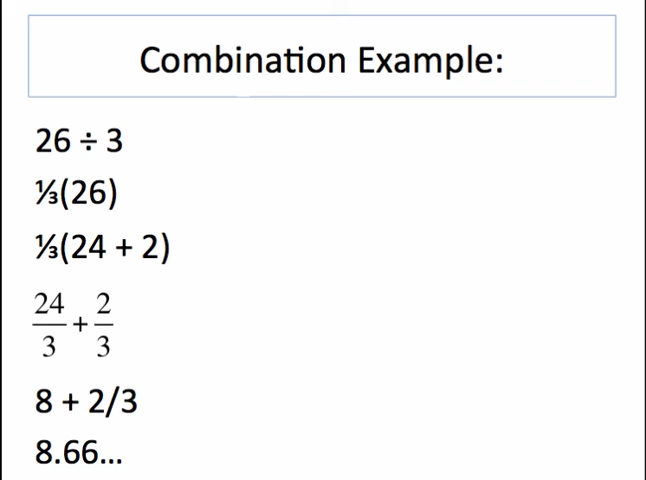 Combination Example:
26 ÷ 3
⅓(26)
⅓(24 + 2)
24/3 + 2/3
8 + 2/3
8.66...